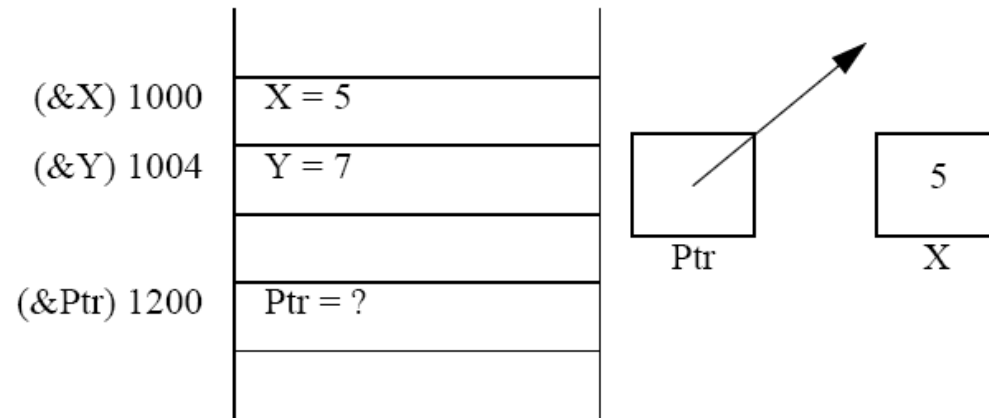 (&X) 1000 X = 5
(&Y) 1004 Y = 7
(&Ptr) 1200 Ptr = ?
5
Ptr X